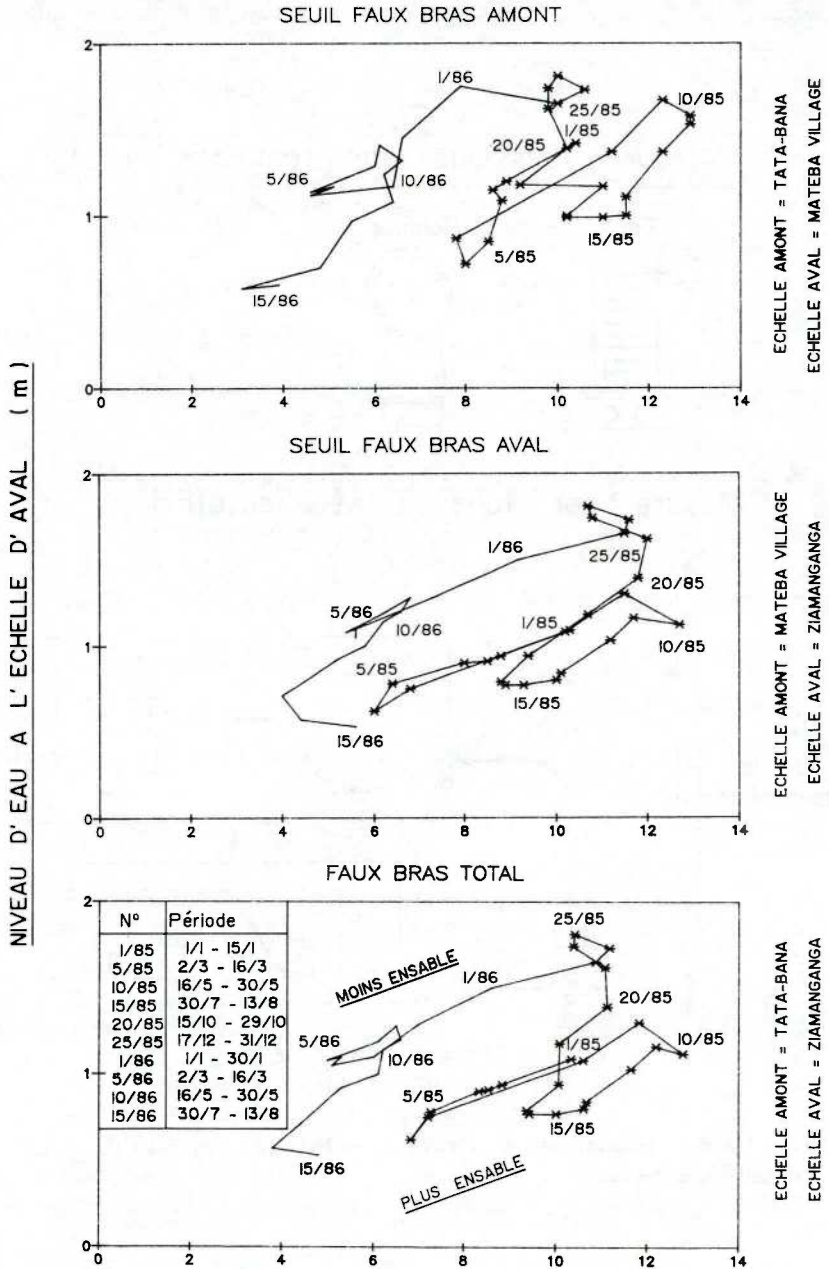 SEUIL FAUX BRAS AMONT
2
1
0
0 2 4 6 8 10 12 14
1/86
25/85
10/85
1/85
20/85
5/86
10/86
5/85
15/85
15/86
ECHELLE AMONT = TATA-BANA
ECHELLE AVAL = MATEBA VILLAGE
NIVEAU D'EAU A L'ECHELLE D'AVAL (m)
SEUIL FAUX BRAS AVAL
2
1
0
0 2 4 6 8 10 12 14
1/86
25/85
20/85
5/86
10/86
1/85
10/85
5/85
15/85
15/86
ECHELLE AMONT = MATEBA VILLAGE
ECHELLE AVAL = ZIAMANGANGA
FAUX BRAS TOTAL
2
1
0
0 2 4 6 8 10 12 14
N° Période
1/85 1/1 - 15/1
5/85 2/3 - 16/3
10/85 16/5 - 30/5
15/85 30/7 - 13/8
20/85 15/10 - 29/10
25/85 17/12 - 31/12
1/86 1/1 - 30/1
5/86 2/3 - 16/3
10/86 16/5 - 30/5
15/86 30/7 - 13/8
MOINS ENSABLE
25/85
1/86
20/85
5/86
10/86
1/85
10/85
5/85
15/85
15/86
PLUS ENSABLE
ECHELLE AMONT = TATA-BANA
ECHELLE AVAL = ZIAMANGANGA